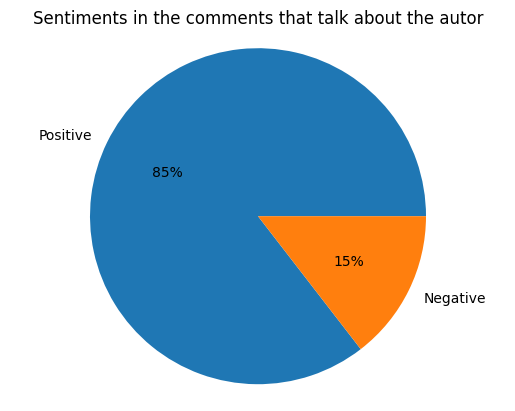 Sentiments in the comments that talk about the autor
Positive
85%
15%
Negative